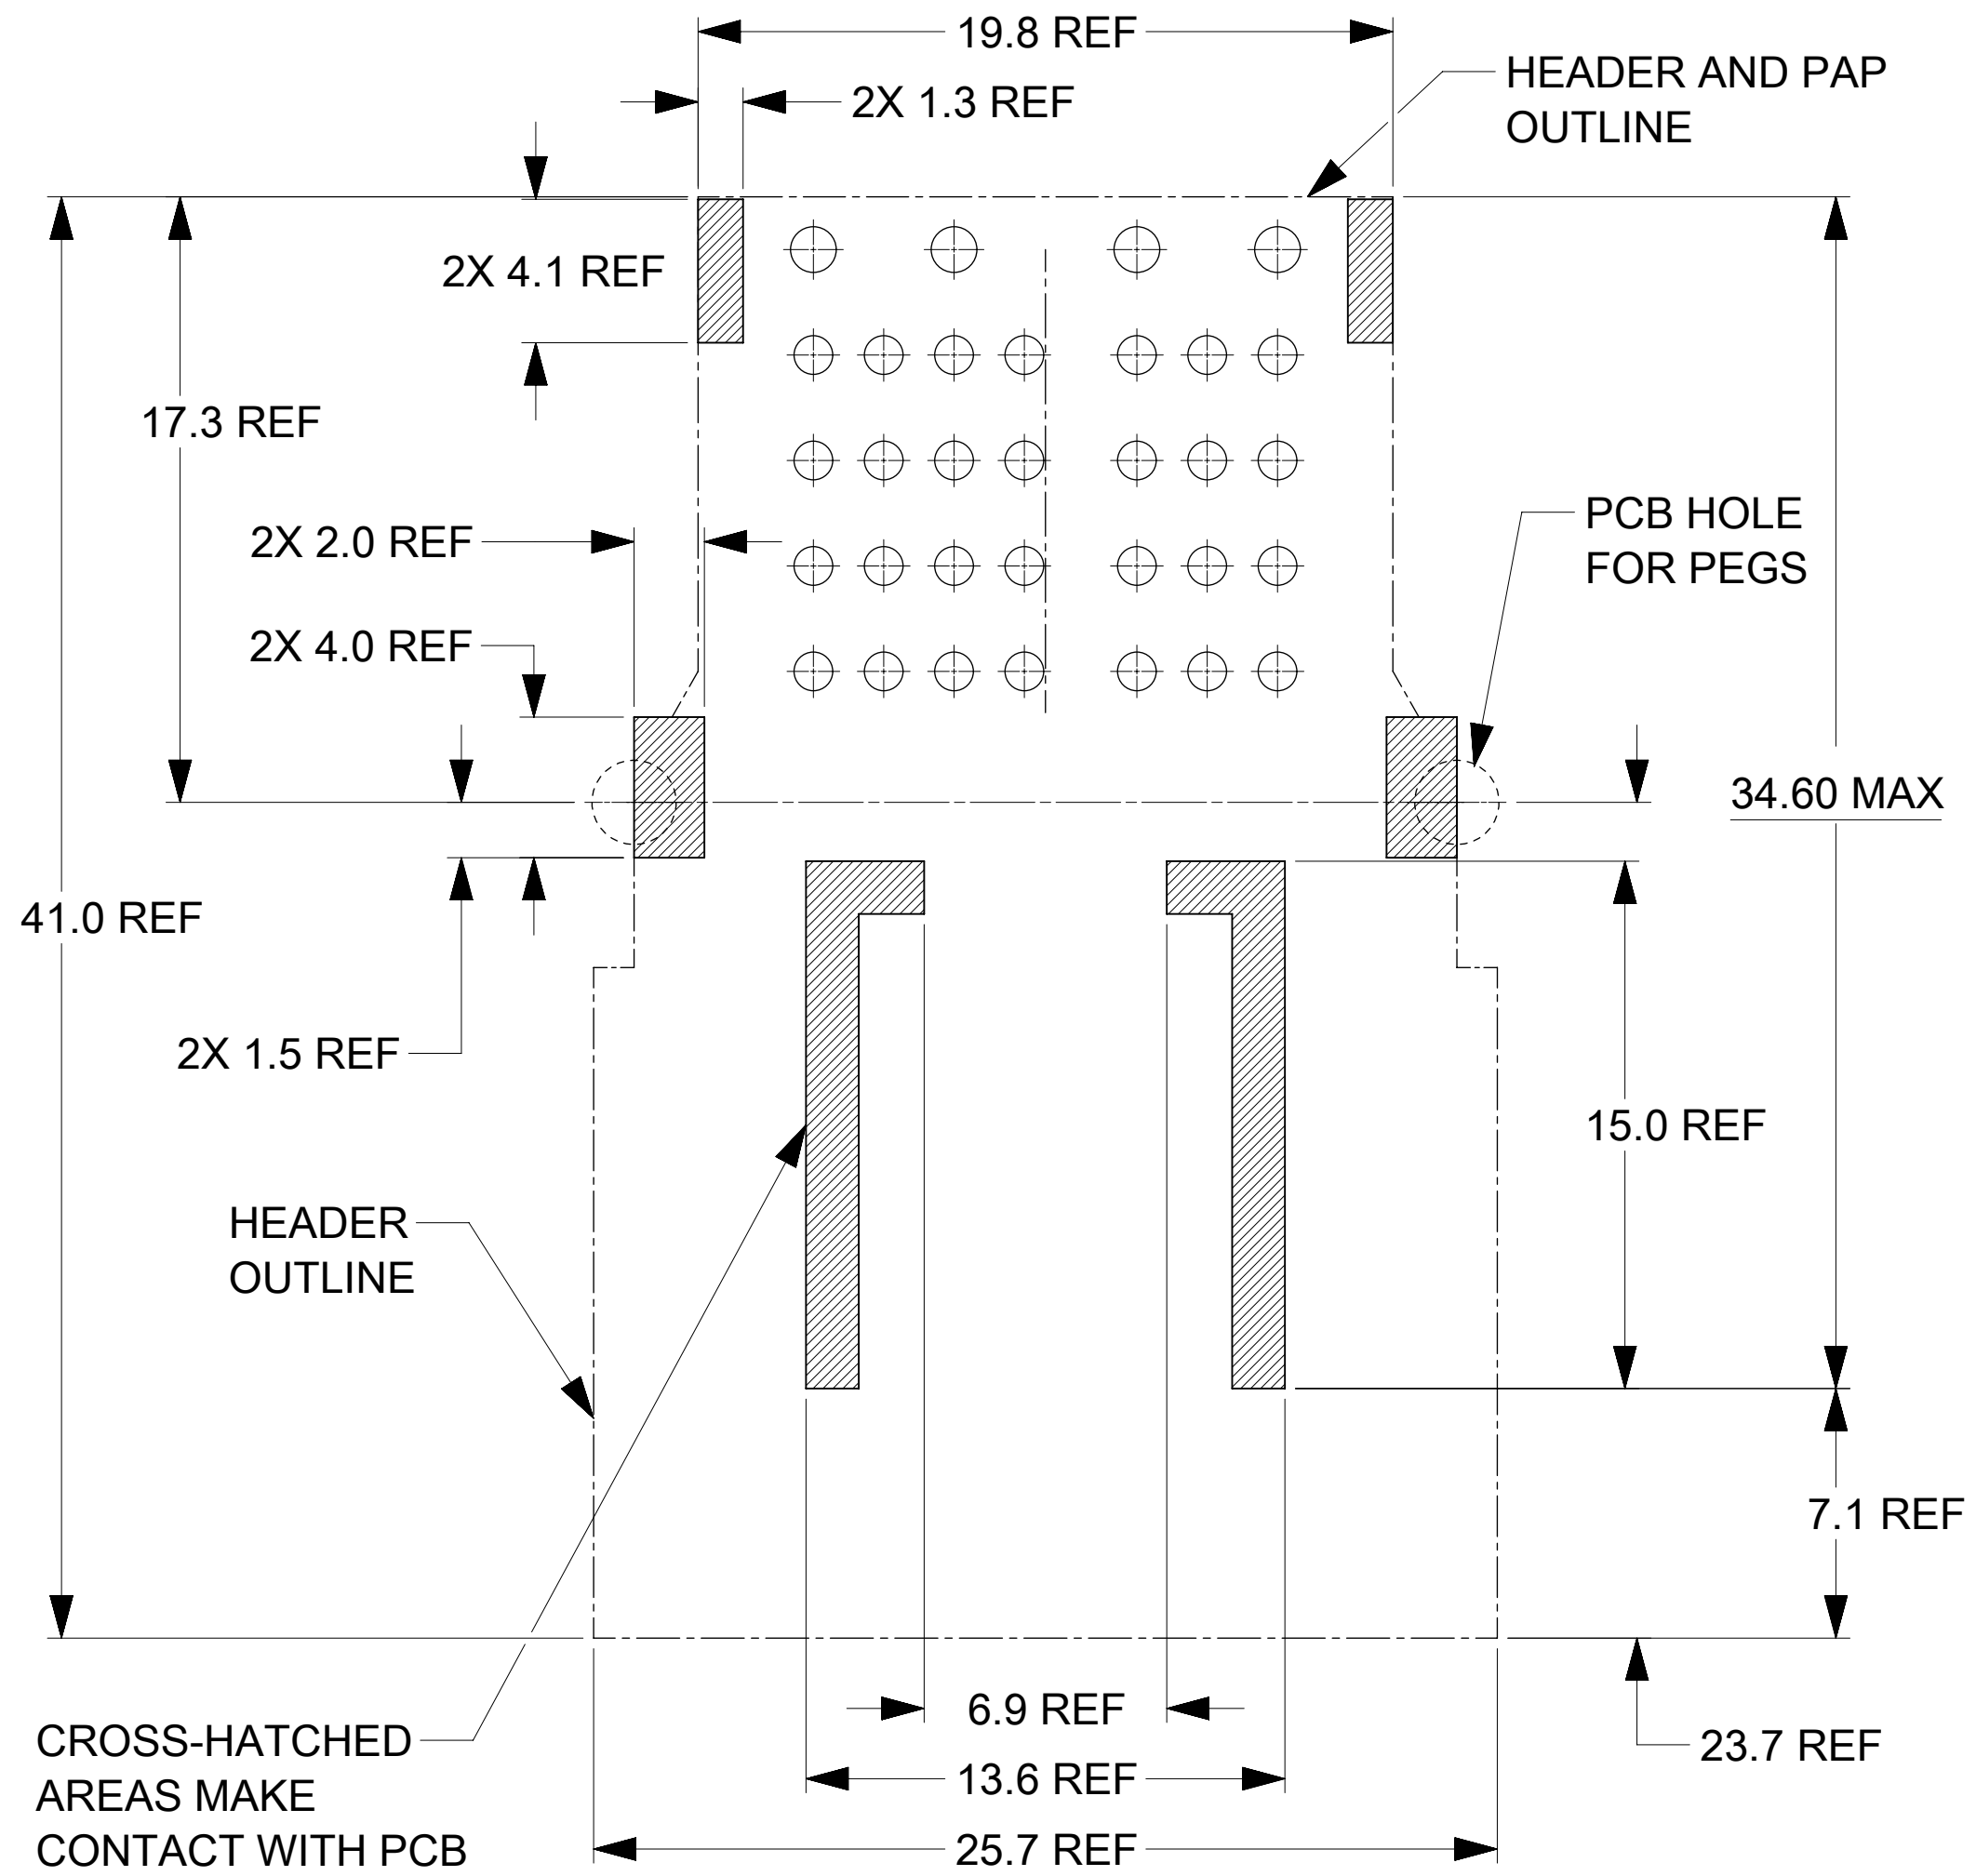 19.8 REF
HEADER AND PAP
OUTLINE
2X 1.3 REF
2X 4.1 REF
17.3 REF
PCB HOLE
FOR PEGS
2X 2.0 REF
2X 4.0 REF
34.60 MAX
41.0 REF
2X 1.5 REF
15.0 REF
HEADER
OUTLINE
7.1 REF
6.9 REF
CROSS-HATCHED
AREAS MAKE
CONTACT WITH PCB
23.7 REF
13.6 REF
25.7 REF